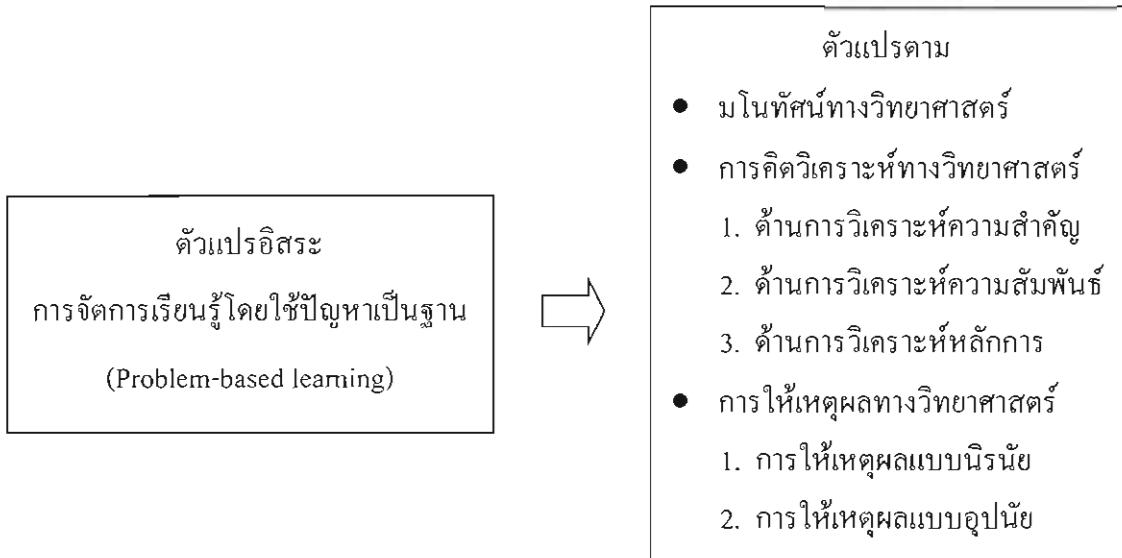 ตัวแปรอิสระ
การจัดการเรียนรู้โดยใช้ปัญหาเป็นฐาน
(Problem-based learning)
ตัวแปรตาม
● มโนทัศน์ทางวิทยาศาสตร์
● การคิดวิเคราะห์ทางวิทยาศาสตร์
1. ด้านการวิเคราะห์ความสำคัญ
2. ด้านการวิเคราะห์ความสัมพันธ์
3. ด้านการวิเคราะห์หลักการ
● การให้เหตุผลทางวิทยาศาสตร์
1. การให้เหตุผลแบบนิรนัย
2. การให้เหตุผลแบบอุปนัย